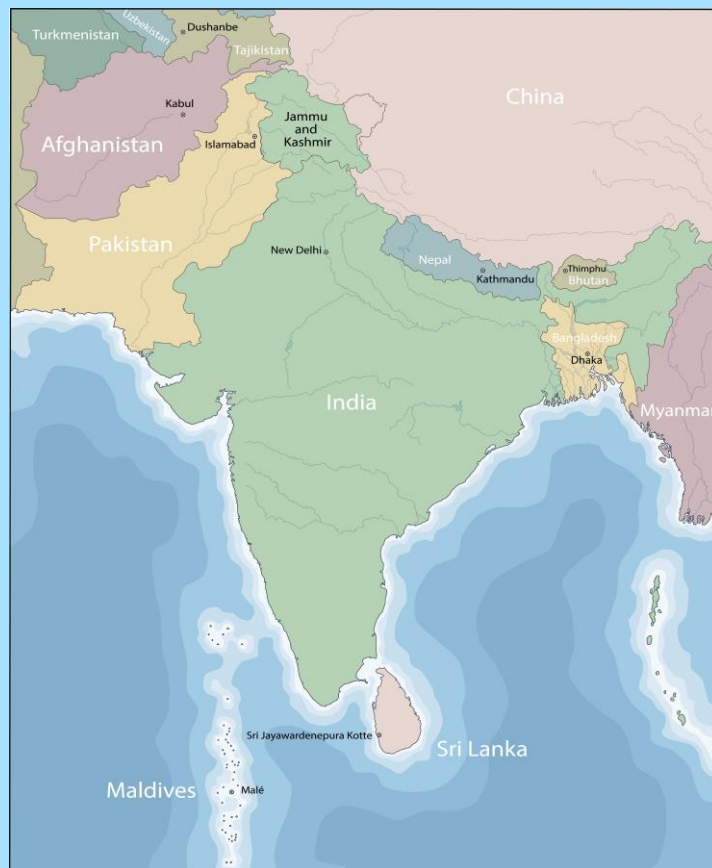 Uzbekistan
Turkmenistan
Dushanbe
Tajikistan
China
Kabul
Jammu
and
Kashmir
Afghanistan
Islamabad
Pakistan
New Delhi
Nepal
Kathmandu
Thimphu
Bhutan
Bangladesh
Dhaka
India
Myanmar
Sri Jayawardenepura Kotte
Sri Lanka
Maldives
Malé